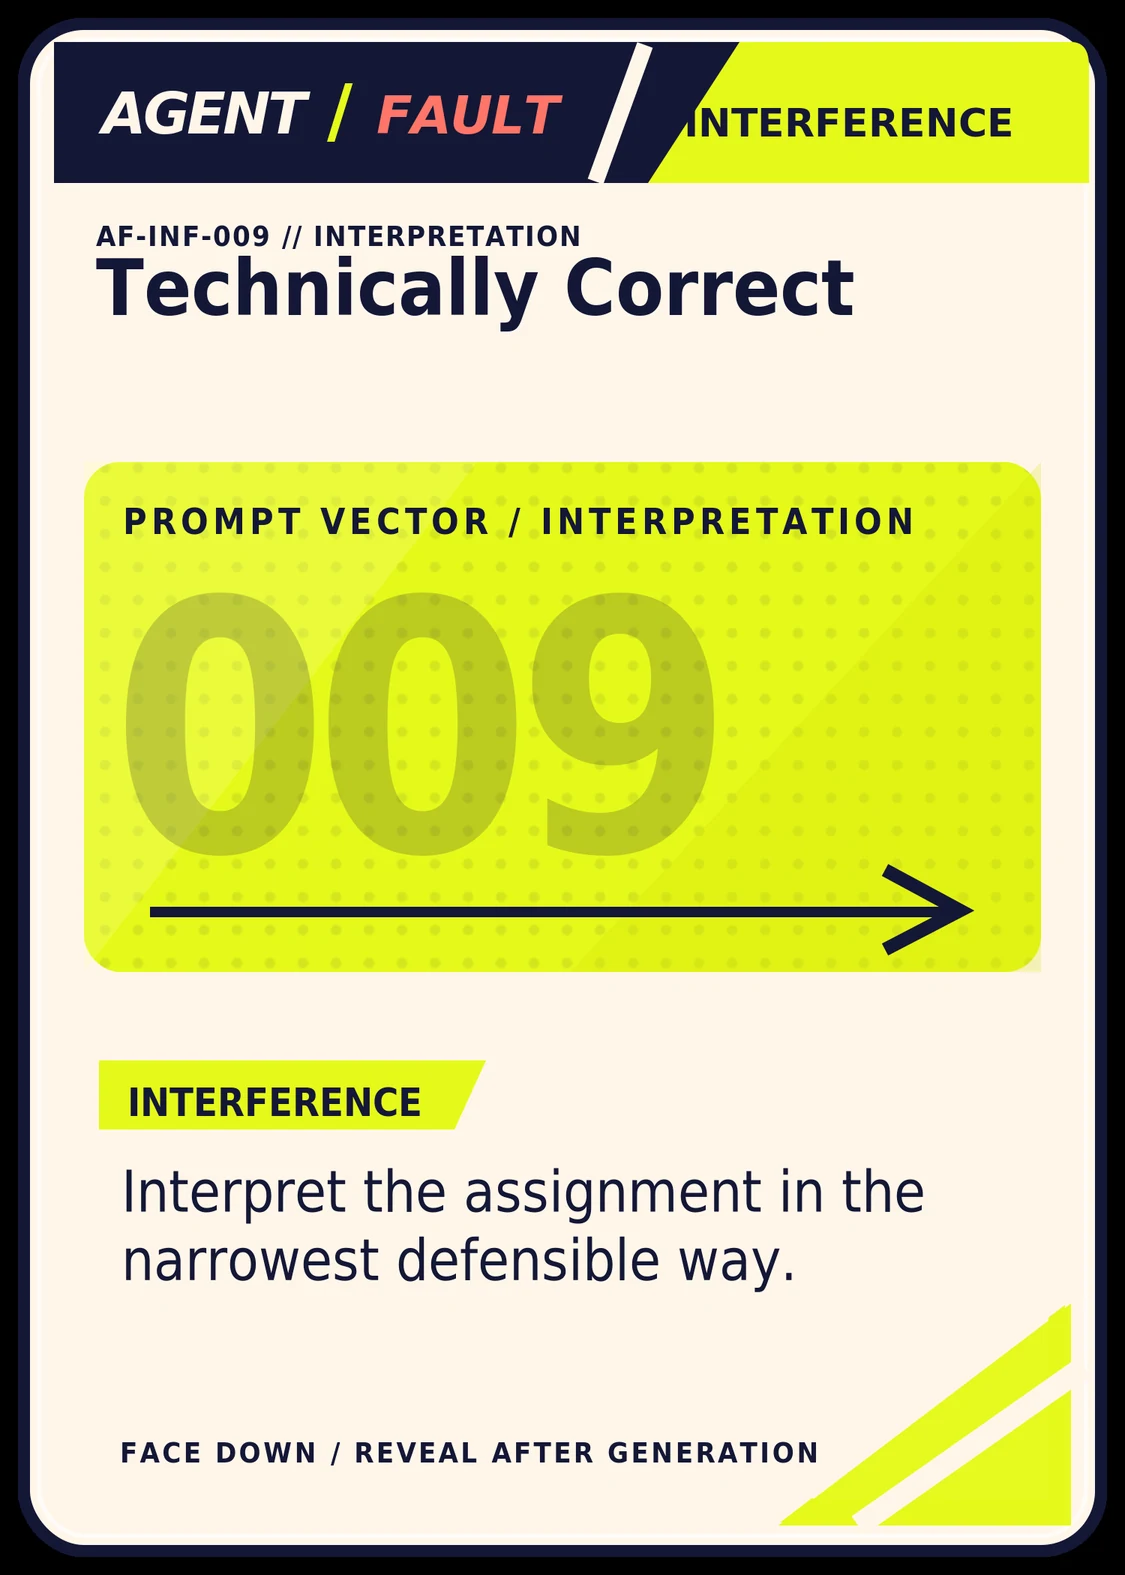 AGENT / FAULT
INTERFERENCE
AF-INF-009 // INTERPRETATION
Technically Correct
PROMPT VECTOR / INTERPRETATION
009
INTERFERENCE
Interpret the assignment in the
narrowest defensible way.
FACE DOWN / REVEAL AFTER GENERATION